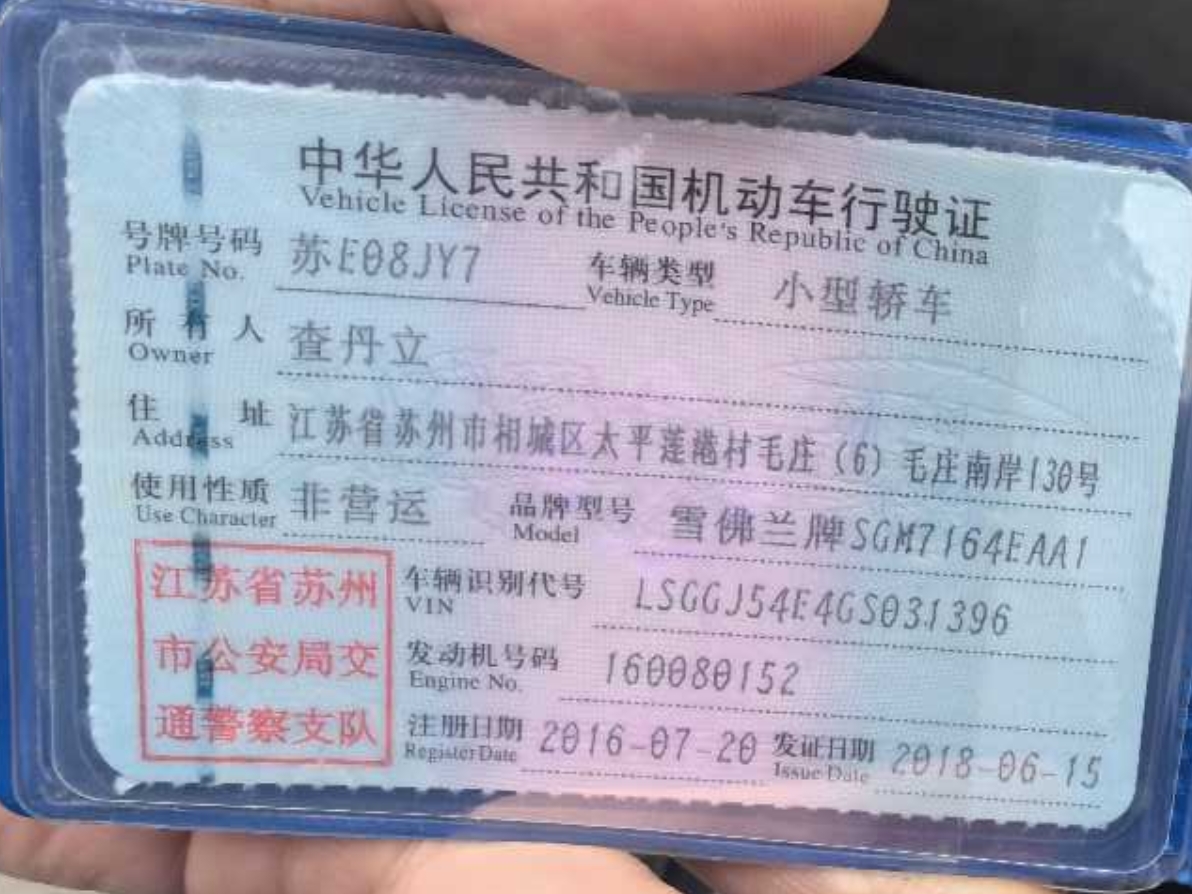 中华人民共和国机动车行驶证
Vehicle License of the People's Republic of China
号牌号码 苏E08JY7 车辆类型 小型轿车
Plate No. Vehicle Type
所有人 查丹立
Owner
住址 江苏省苏州市相城区太平莲港村毛庄（6）毛庄南岸130号
Address
使用性质 非营运 品牌型号 雪佛兰牌SGM7164EAA1
Use Character Model
江苏省苏州
市公安局交
通警察支队
车辆识别代号 LSGGJ54E4GS031396
VIN
发动机号码 160080152
Engine No.
注册日期 2016-07-20 发证日期 2018-06-15
Register Date Issue Date